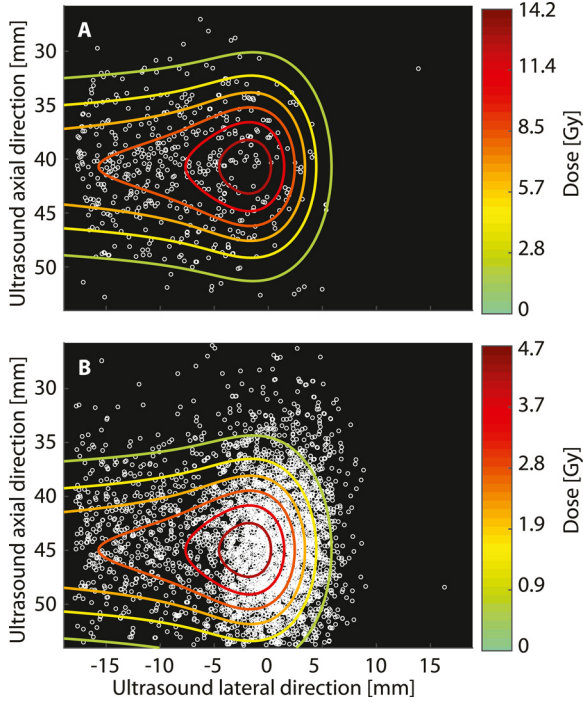 A
Ultrasound axial direction [mm]
30
35
40
45
50
14.2
11.4
8.5
5.7
2.8
0
Dose [Gy]
B
Ultrasound axial direction [mm]
30
35
40
45
50
4.7
3.7
2.8
1.9
0.9
0
Dose [Gy]
-15 -10 -5 0 5 10 15
Ultrasound lateral direction [mm]